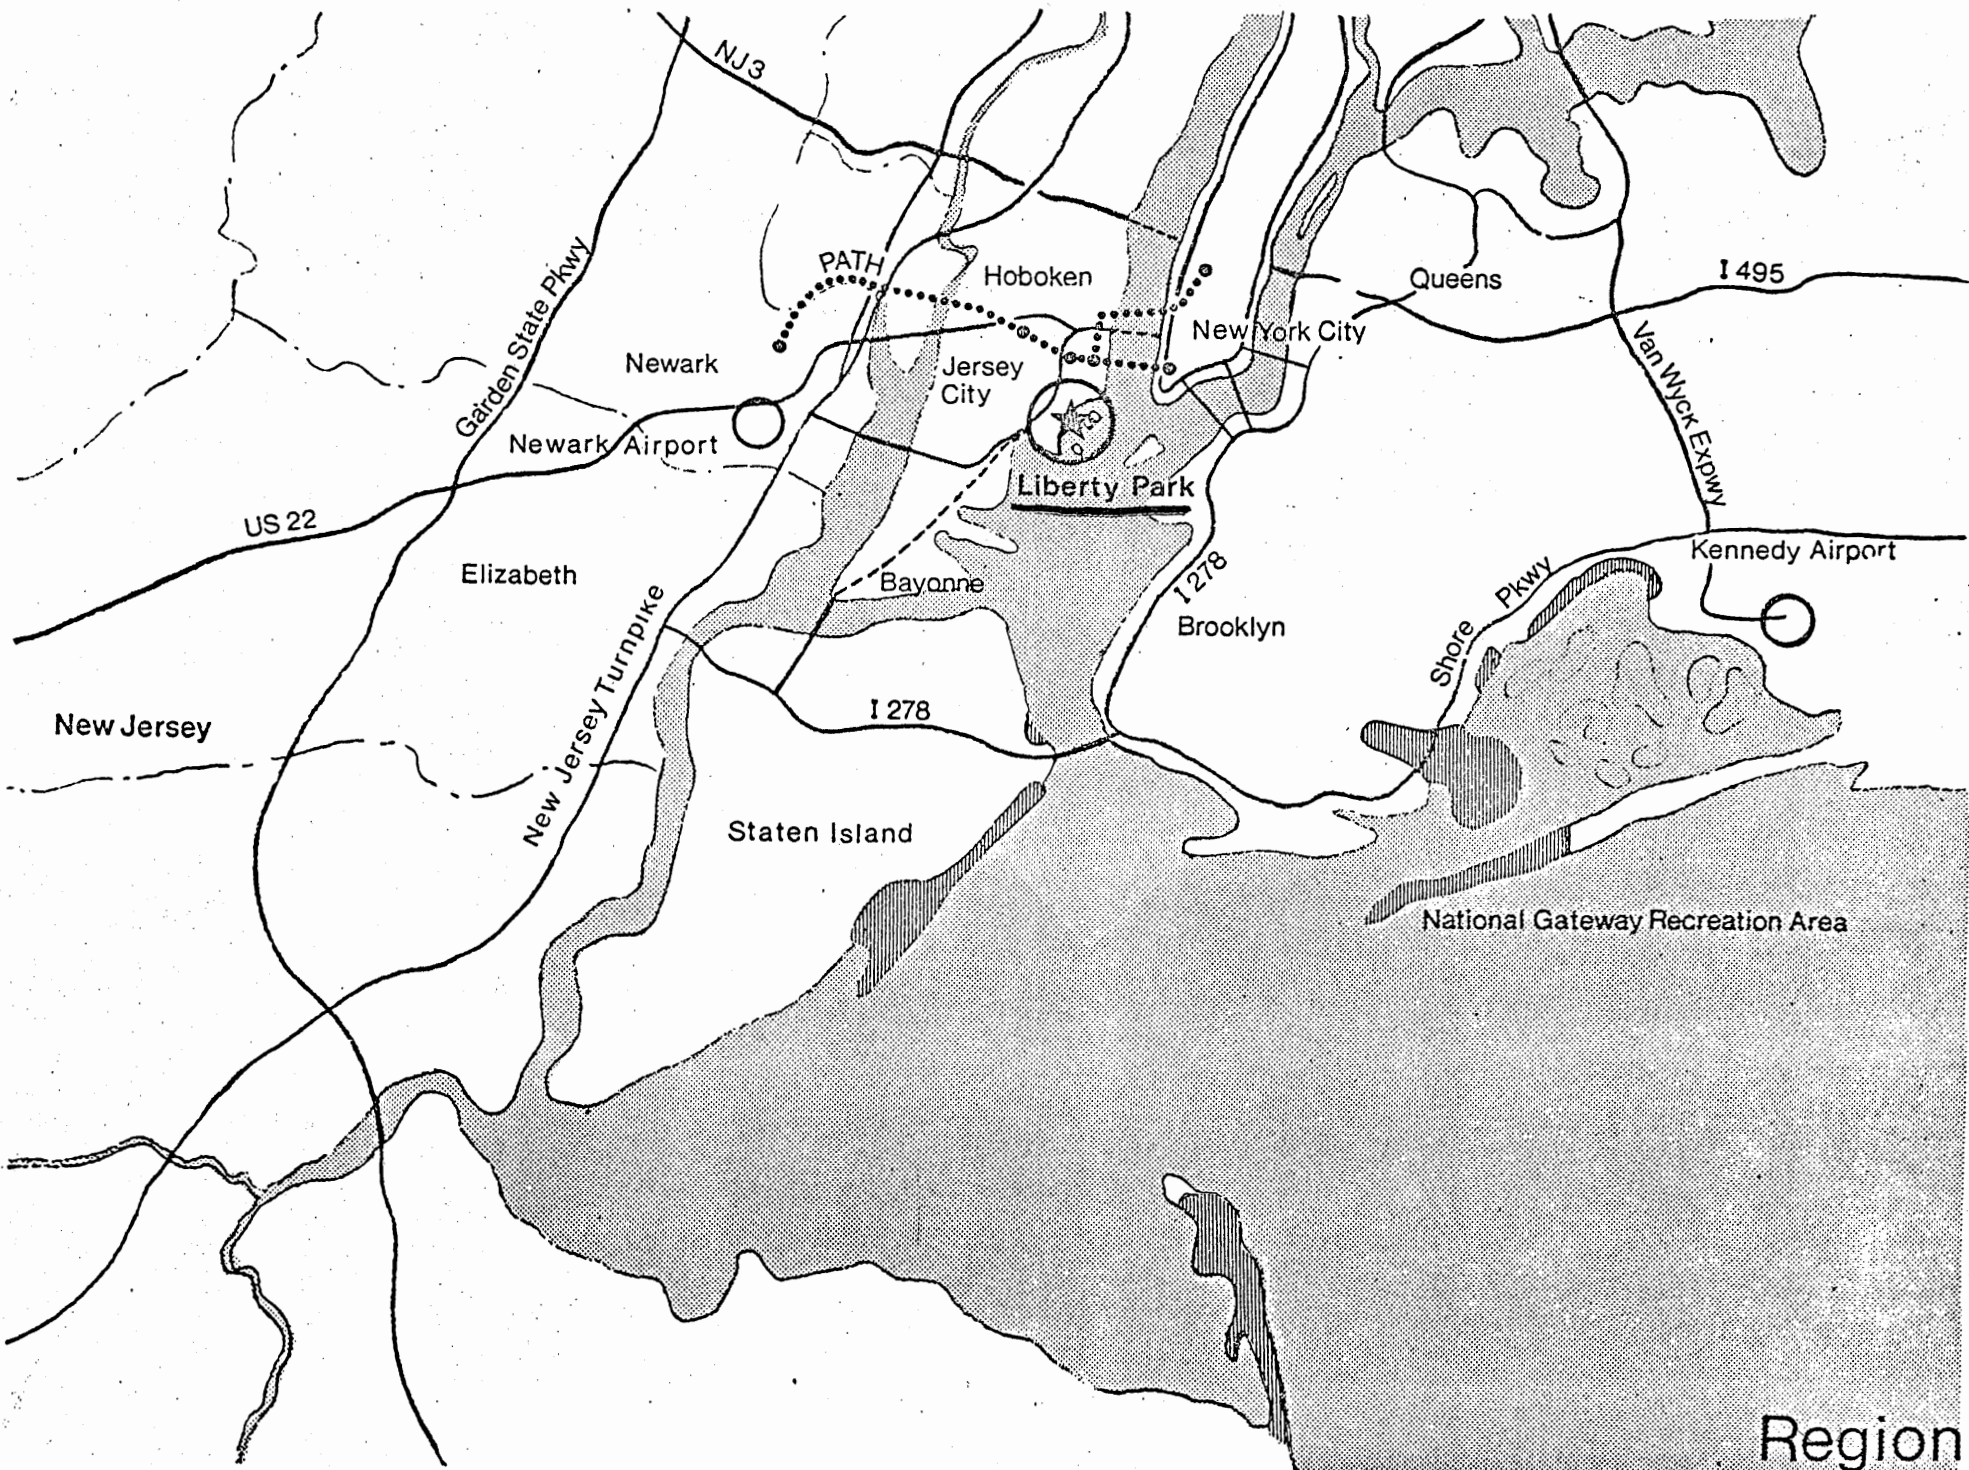 NJ3
PATH
Hoboken
Queens
I 495
Garden State Pkwy
New York City
Newark
Jersey
City
Van Wyck Expwy
Newark Airport
Liberty Park
US 22
Kennedy Airport
Elizabeth
Bayonne
I 278
Shore Pkwy
Brooklyn
New Jersey Turnpike
New Jersey
I 278
Staten Island
National Gateway Recreation Area
Region